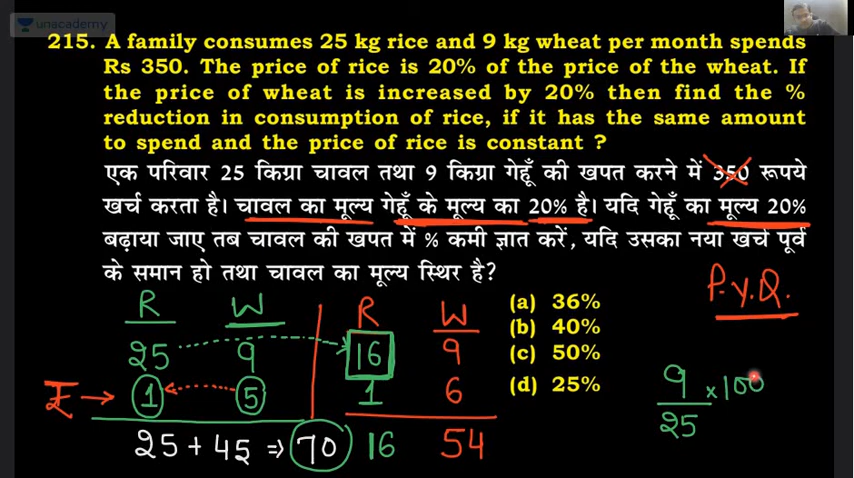 unacademy
215. A family consumes 25 kg rice and 9 kg wheat per month spends
Rs 350. The price of rice is 20% of the price of the wheat. If
the price of wheat is increased by 20% then find the %
reduction in consumption of rice, if it has the same amount
to spend and the price of rice is constant ?
एक परिवार 25 किग्रा चावल तथा 9 किग्रा गेहूँ की खपत करने में 350 रूपये
खर्च करता है। चावल का मूल्य गेहूँ के मूल्य का 20% है। यदि गेहूँ का मूल्य 20%
बढ़ाया जाए तब चावल की खपत में % कमी ज्ञात करें, यदि उसका नया खर्च पूर्व
के समान हो तथा चावल का मूल्य स्थिर है?
P.Y.Q.
(a) 36%
(b) 40%
(c) 50%
(d) 25%
R W
25 9
₹ → 1 5
25 + 45 ⇒ 70
R W
16 9
1 6
16 54
9/25 × 100